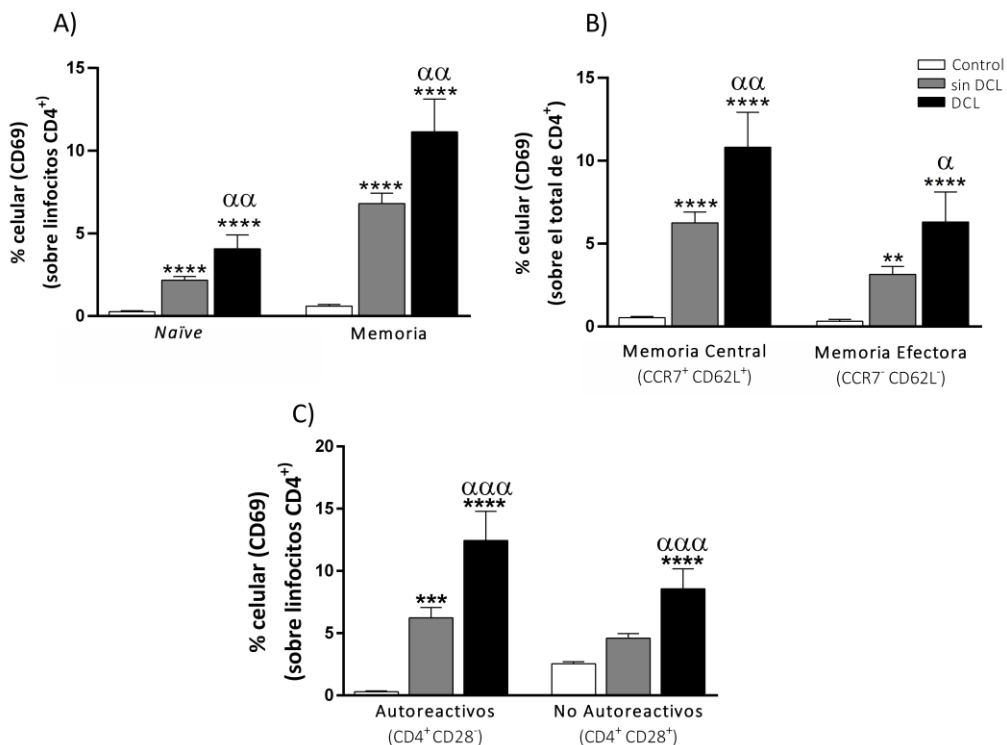 A)
% celular (CD69)
(sobre linfocitos CD4⁺)
15
10
5
0
****
αα
****
****
αα
****
Naïve
Memoria
B)
% celular (CD69)
(sobre el total de CD4⁺)
15
10
5
0
****
αα
****
**
α
****
Control
sin DCL
DCL
Memoria Central
(CCR7⁺ CD62L⁺)
Memoria Efectora
(CCR7⁻ CD62L⁻)
C)
% celular (CD69)
(sobre linfocitos CD4⁺)
20
15
10
5
0
***
ααα
****
ααα
****
Autoreactivos
(CD4⁺ CD28⁻)
No Autoreactivos
(CD4⁺ CD28⁺)